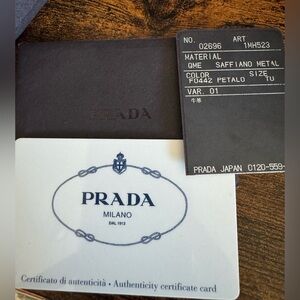 PRADA
NO. ART
02696 1MH523
MATERIAL
QME SAFFIANO METAL
COLOR SIZE
F0442 PETALO TU
VAR. 01
牛革
PRADA JAPAN 0120-559-
PRADA
MILANO
DAL 1913
Certificato di autenticità - Authenticity certificate card